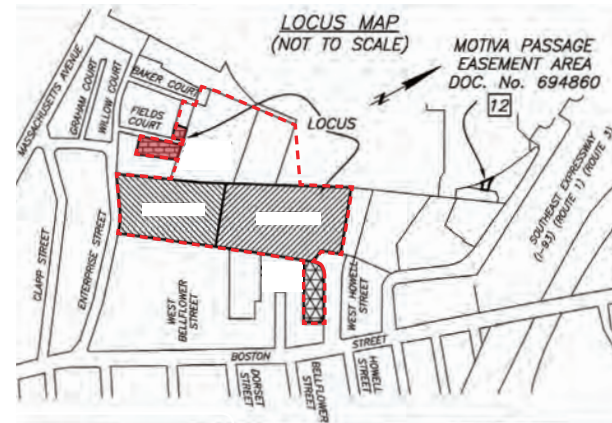 LOCUS MAP
(NOT TO SCALE)
MOTIVA PASSAGE
EASEMENT AREA
DOC. No. 694860
12
MASSACHUSETTS AVENUE
GRAHAM COURT
WILLOW COURT
BAKER COURT
FIELDS
COURT
LOCUS
SOUTHEAST EXPRESSWAY
(I-93) (ROUTE 1) (ROUTE 3)
CLAPP STREET
ENTERPRISE STREET
WEST
BELLFLOWER
STREET
WEST HOWELL
STREET
BOSTON
STREET
DORSET
STREET
BELLFLOWER
STREET
HOWELL
STREET